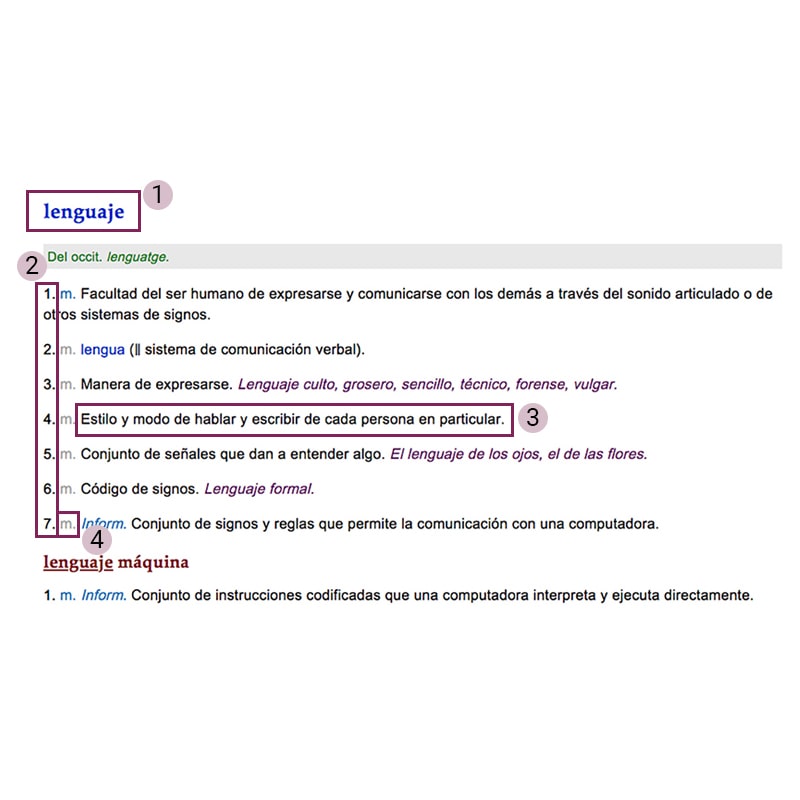 1
lenguaje
Del occit. lenguatge.
2
1. m. Facultad del ser humano de expresarse y comunicarse con los demás a través del sonido articulado o de
otros sistemas de signos.
2. m. lengua (‖ sistema de comunicación verbal).
3. m. Manera de expresarse. Lenguaje culto, grosero, sencillo, técnico, forense, vulgar.
4. m. Estilo y modo de hablar y escribir de cada persona en particular. 3
5. m. Conjunto de señales que dan a entender algo. El lenguaje de los ojos, el de las flores.
6. m. Código de signos. Lenguaje formal.
7. m. Inform. Conjunto de signos y reglas que permite la comunicación con una computadora.
4
lenguaje máquina
1. m. Inform. Conjunto de instrucciones codificadas que una computadora interpreta y ejecuta directamente.